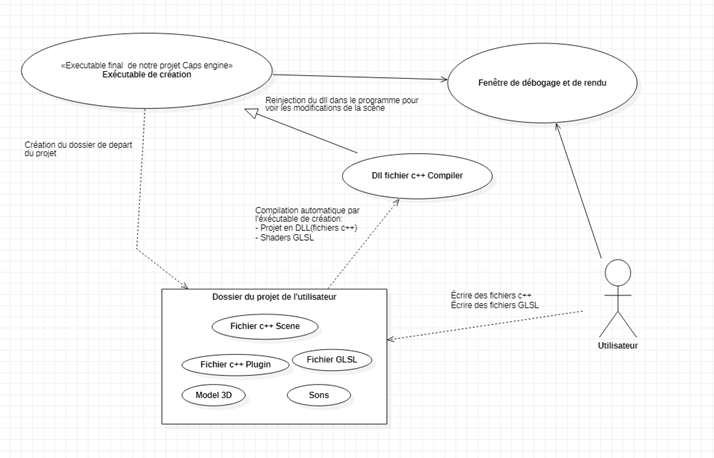 «Executable final  de notre projet Caps engine»
Exécutable de création
Fenêtre de débogage et de rendu
Reinjection du dll dans le programme pour
voir les modifications de la scène
Création du dossier de depart
du projet
Dll fichier c++ Compiler
Compilation automatique par
l'éxécutable de création:
- Projet en DLL(fichiers c++)
- Shaders GLSL
Dossier du projet de l'utilisateur
Fichier c++ Scene
Fichier c++ Plugin
Fichier GLSL
Model 3D
Sons
Écrire des fichiers c++
Écrire des fichiers GLSL
Utilisateur